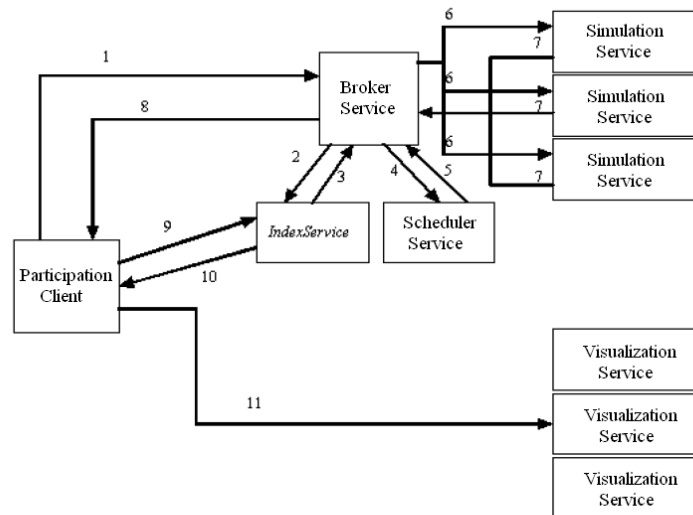 6
Simulation
Service
7
1
Broker
Service
6
Simulation
Service
7
8
6
Simulation
Service
7
2
3
4
5
9
IndexService
Scheduler
Service
10
Participation
Client
11
Visualization
Service
Visualization
Service
Visualization
Service